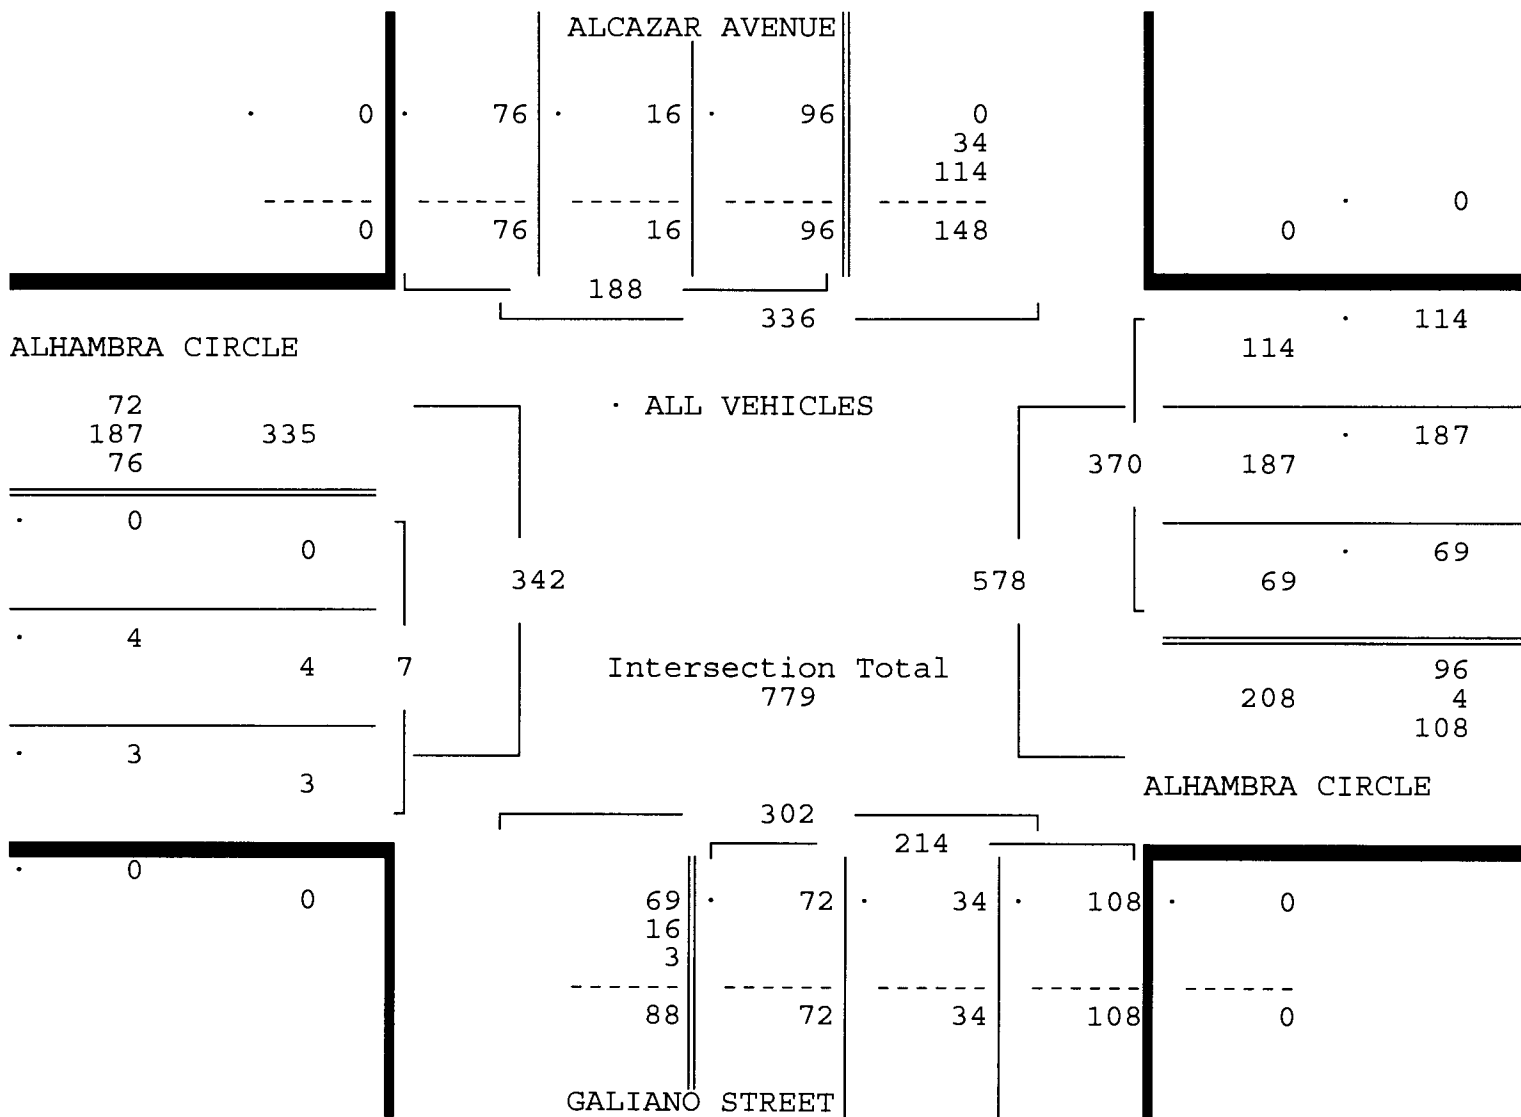 ALCAZAR AVENUE
· 0 · 76 · 16 · 96 0
34
114
------ ------ ------ ------ ------ · 0
0 76 16 96 148 0
188
336 · 114
ALHAMBRA CIRCLE 114
72 · ALL VEHICLES
187 335 · 187
76 370 187
· 0
0 · 69
342 578 69
· 4
4 7 Intersection Total 96
779 208 4
108
· 3
3 ALHAMBRA CIRCLE
302
214
· 0
0 69 · 72 · 34 · 108 · 0
16
3
------ ------ ------ ------ ------
88 72 34 108 0
GALIANO STREET